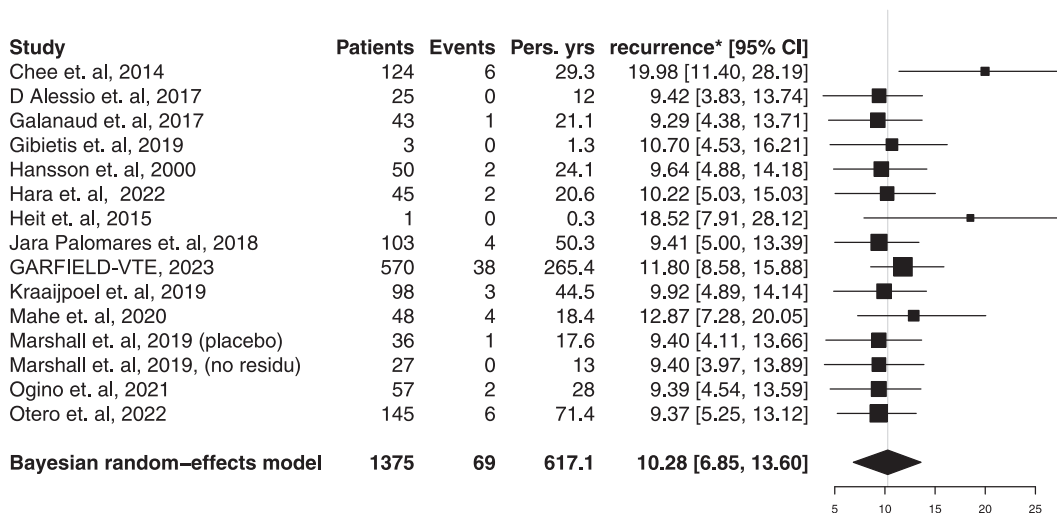 Study Patients Events Pers. yrs recurrence* [95% CI]
Chee et. al, 2014 124 6 29.3 19.98 [11.40, 28.19]
D Alessio et. al, 2017 25 0 12 9.42 [3.83, 13.74]
Galanaud et. al, 2017 43 1 21.1 9.29 [4.38, 13.71]
Gibietis et. al, 2019 3 0 1.3 10.70 [4.53, 16.21]
Hansson et. al, 2000 50 2 24.1 9.64 [4.88, 14.18]
Hara et. al, 2022 45 2 20.6 10.22 [5.03, 15.03]
Heit et. al, 2015 1 0 0.3 18.52 [7.91, 28.12]
Jara Palomares et. al, 2018 103 4 50.3 9.41 [5.00, 13.39]
GARFIELD-VTE, 2023 570 38 265.4 11.80 [8.58, 15.88]
Kraaijpoel et. al, 2019 98 3 44.5 9.92 [4.89, 14.14]
Mahe et. al, 2020 48 4 18.4 12.87 [7.28, 20.05]
Marshall et. al, 2019 (placebo) 36 1 17.6 9.40 [4.11, 13.66]
Marshall et. al, 2019, (no residu) 27 0 13 9.40 [3.97, 13.89]
Ogino et. al, 2021 57 2 28 9.39 [4.54, 13.59]
Otero et. al, 2022 145 6 71.4 9.37 [5.25, 13.12]
Bayesian random−effects model 1375 69 617.1 10.28 [6.85, 13.60]
5 10 15 20 25